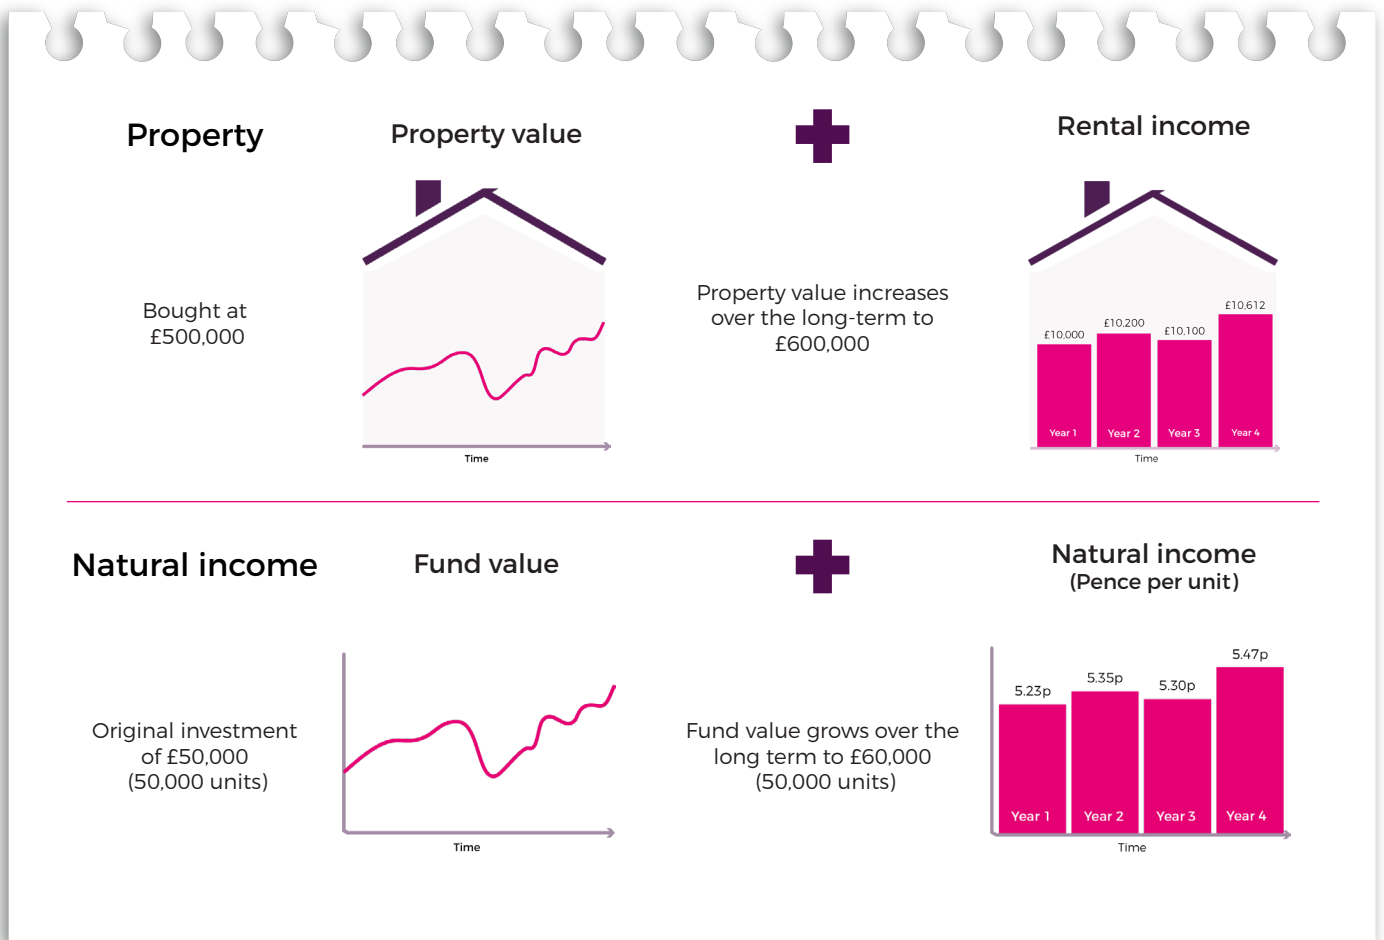 Property
Property value
Rental income
Bought at
£500,000
Property value increases
over the long-term to
£600,000
£10,000
£10,200
£10,100
£10,612
Year 1
Year 2
Year 3
Year 4
Time
Time
Natural income
Fund value
Natural income
(Pence per unit)
Original investment
of £50,000
(50,000 units)
Fund value grows over the
long term to £60,000
(50,000 units)
5.23p
5.35p
5.30p
5.47p
Year 1
Year 2
Year 3
Year 4
Time
Time